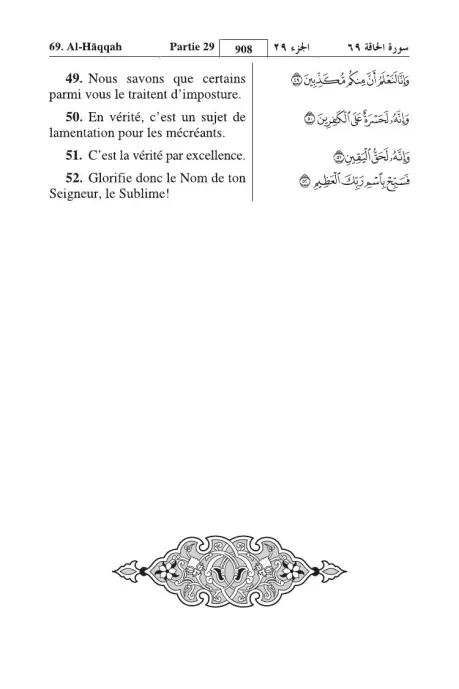 69. Al-Hāqqah Partie 29 908 الجزء ٢٩ سورة الحاقة ٦٩
49. Nous savons que certains
parmi vous le traitent d’imposture.
وَإِنَّا لَنَعْلَمُ أَنَّ مِنكُم مُّكَذِّبِينَ ٤٩
50. En vérité, c’est un sujet de
lamentation pour les mécréants.
وَإِنَّهُۥ لَحَسْرَةٌ عَلَى ٱلْكَٰفِرِينَ ٥٠
51. C’est la vérité par excellence.
وَإِنَّهُۥ لَحَقُّ ٱلْيَقِينِ ٥١
52. Glorifie donc le Nom de ton
Seigneur, le Sublime!
فَسَبِّحْ بِٱسْمِ رَبِّكَ ٱلْعَظِيمِ ٥٢